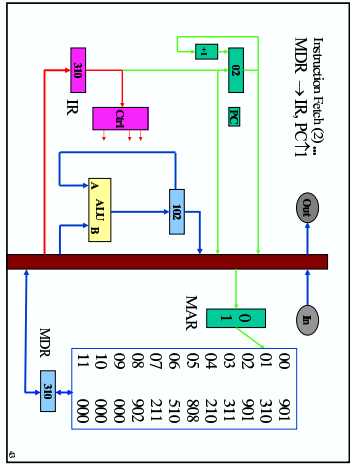 Instruction Fetch (2) ...
MDR → IR, PC↑1
Out
In
+1
02
PC
310
IR
Ctrl
102
A ALU B
MAR
0 1
00 901
01 310
02 901
03 311
04 210
05 808
06 510
07 211
08 902
09 000
10 000
11 000
MDR
310
43